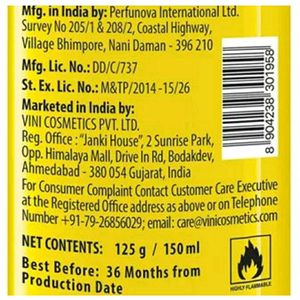 Mfg. in India by: Perfunova International Ltd.
Survey No 205/1 & 208/2, Coastal Highway,
Village Bhimpore, Nani Daman - 396 210
Mfg. Lic. No.: DD/C/737
St. Ex. Lic. No.: M&TP/2014 -15/26
Marketed in India by:
VINI COSMETICS PVT. LTD.
Reg. Office : "Janki House", 2 Sunrise Park,
Opp. Himalaya Mall, Drive In Rd, Bodakdev,
Ahmedabad - 380 054 Gujarat, India
For Consumer Complaint Contact Customer Care Executive
at the Registered Office address as above or on Telephone
Number +91-79-26856029; email: care@vinicosmetics.com
NET CONTENTS: 125 g / 150 ml
Best Before: 36 Months from
Production Date
HIGHLY FLAMMABLE
8 904238 301958